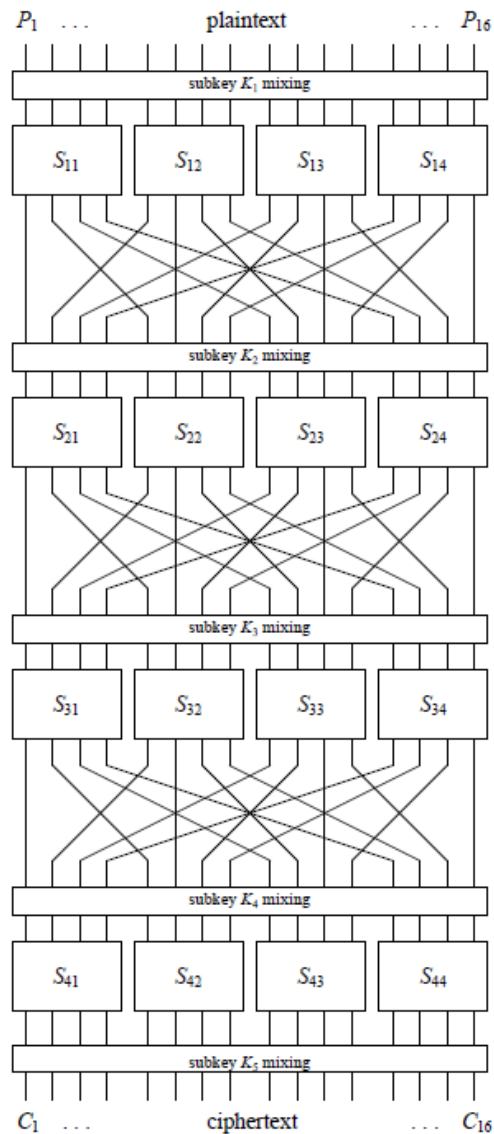 P₁ . . . plaintext . . . P₁₆
subkey K₁ mixing
S₁₁ S₁₂ S₁₃ S₁₄
subkey K₂ mixing
S₂₁ S₂₂ S₂₃ S₂₄
subkey K₃ mixing
S₃₁ S₃₂ S₃₃ S₃₄
subkey K₄ mixing
S₄₁ S₄₂ S₄₃ S₄₄
subkey K₅ mixing
C₁ . . . ciphertext . . . C₁₆